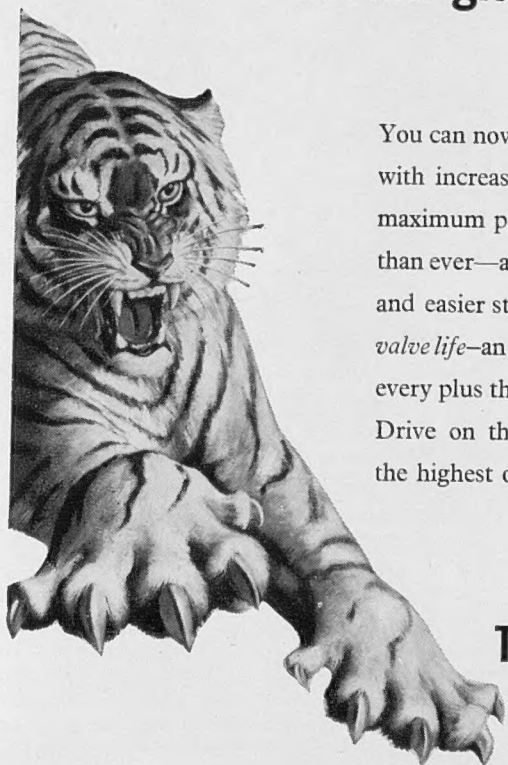 You can now
with increas
maximum p
than ever—a
and easier st
valve life–an
every plus th
Drive on th
the highest o
T